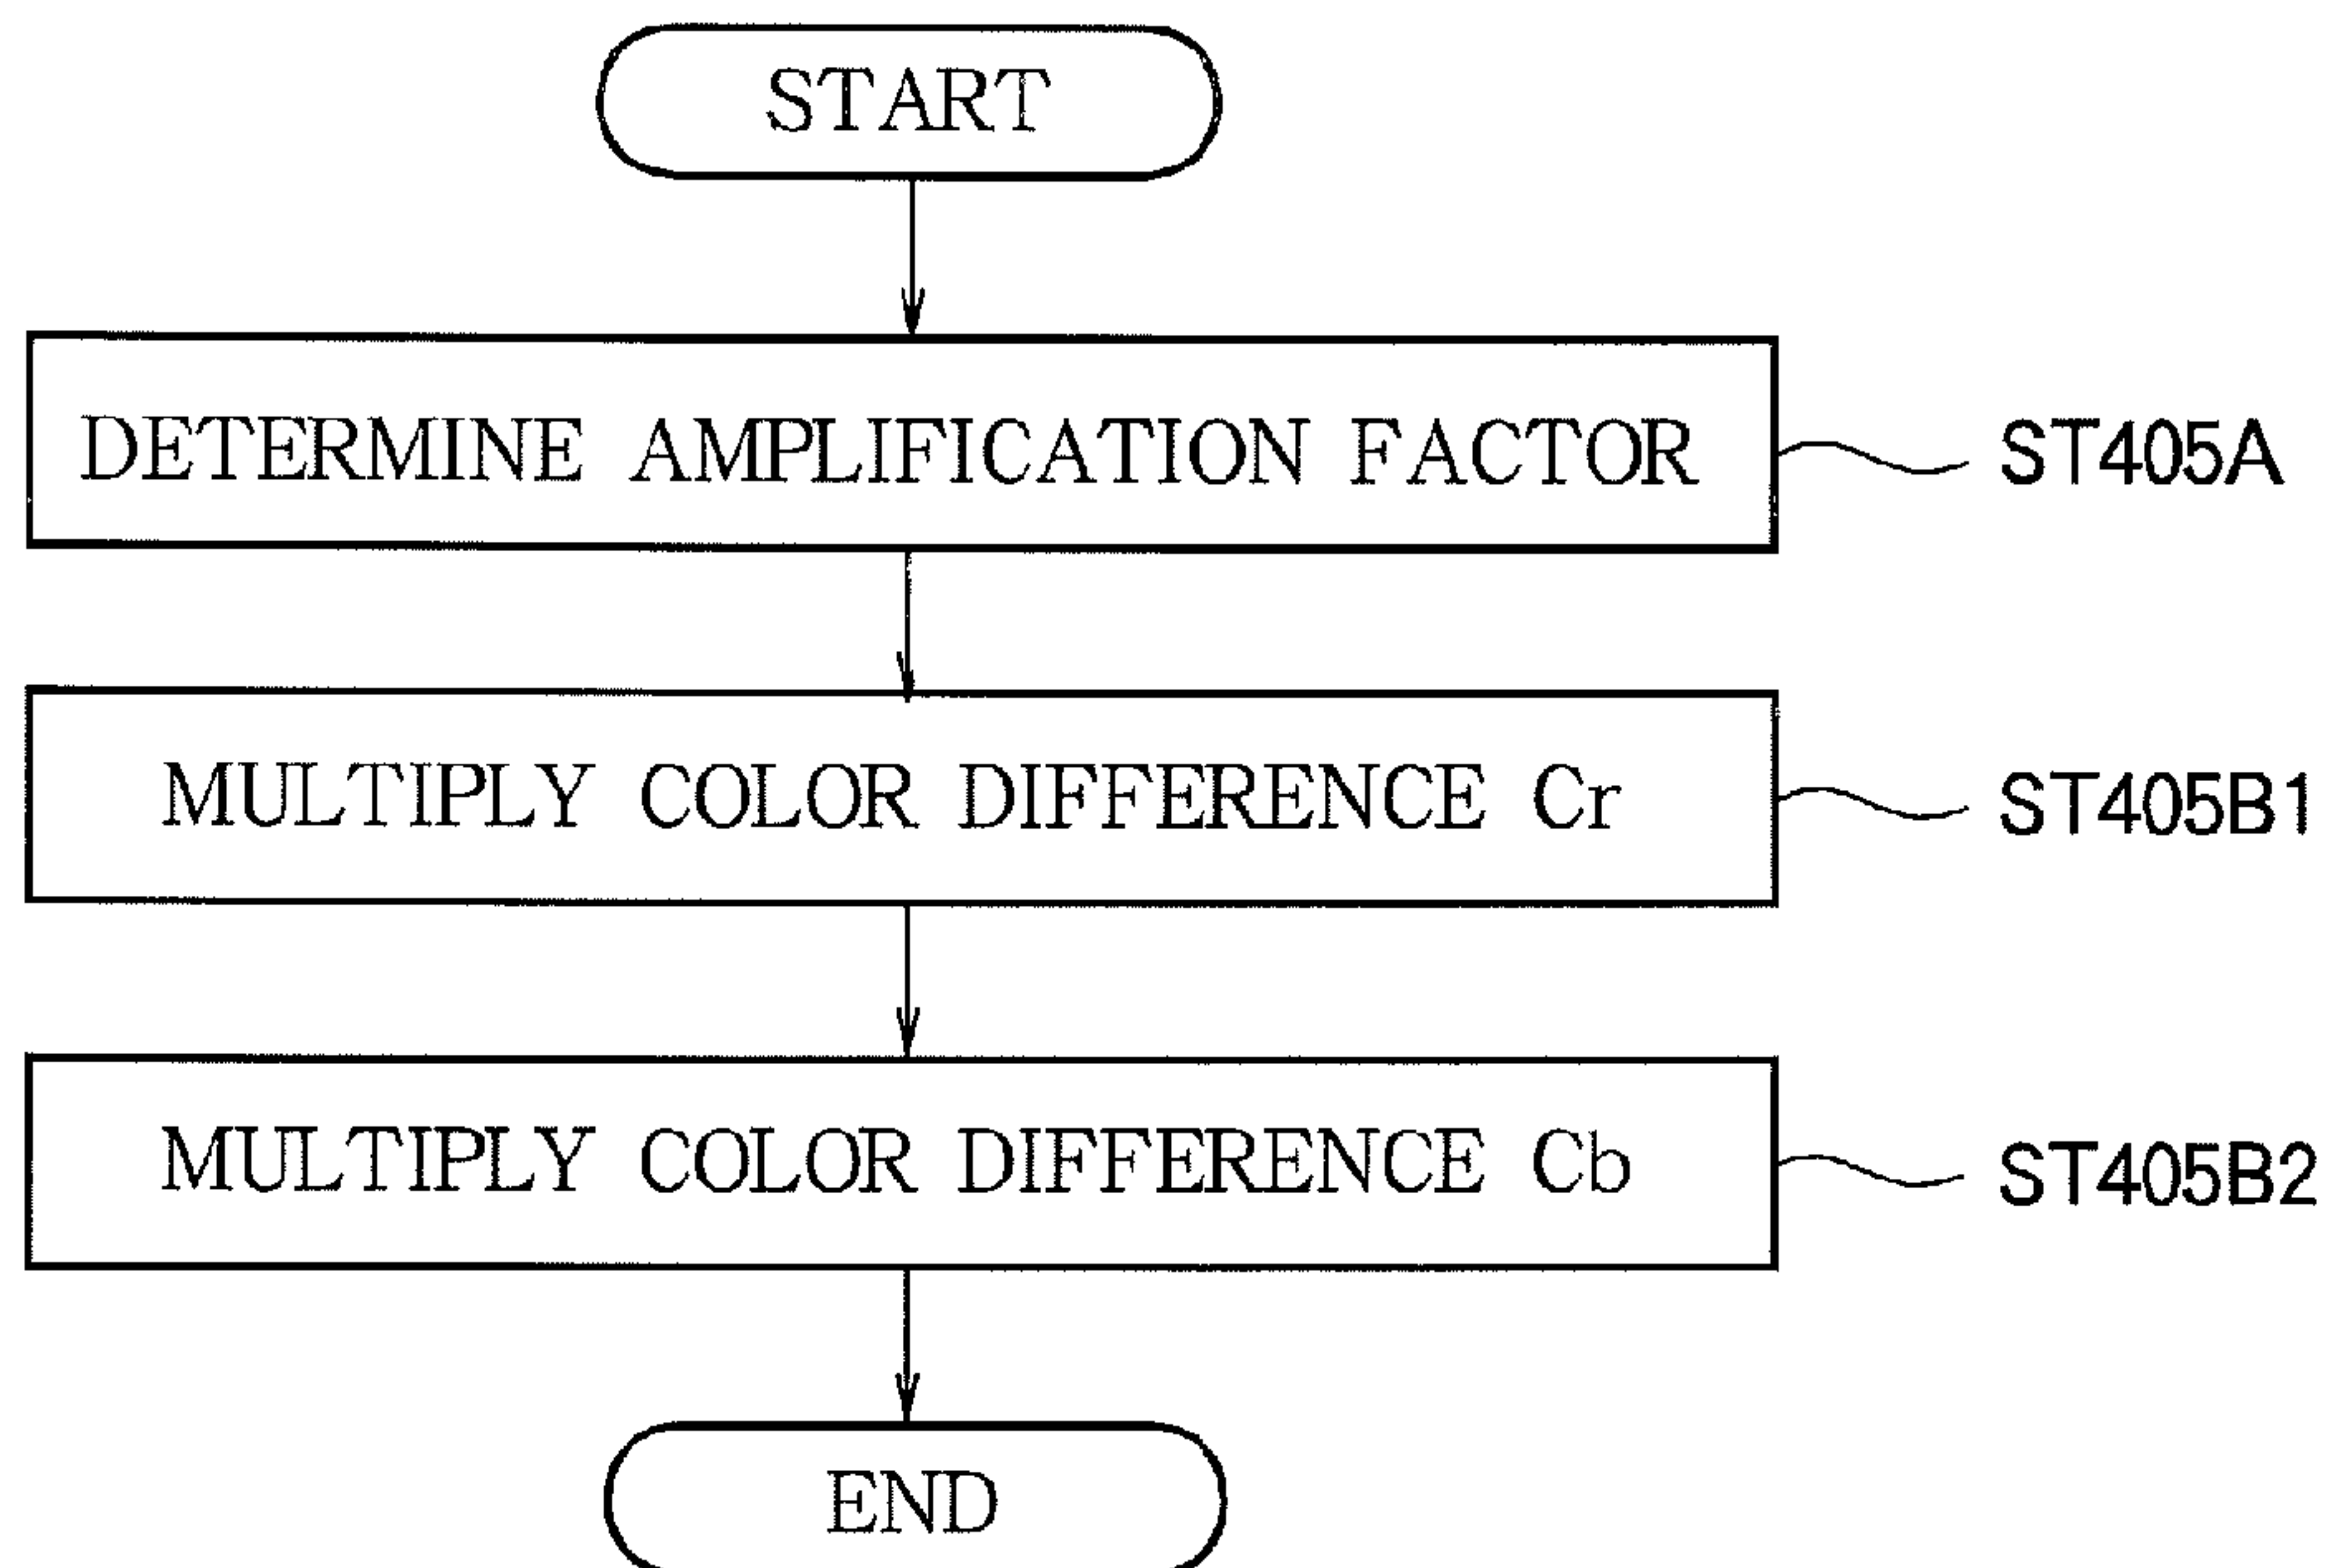 START
DETERMINE AMPLIFICATION FACTOR
ST405A
MULTIPLY COLOR DIFFERENCE Cr
ST405B1
MULTIPLY COLOR DIFFERENCE Cb
ST405B2
END